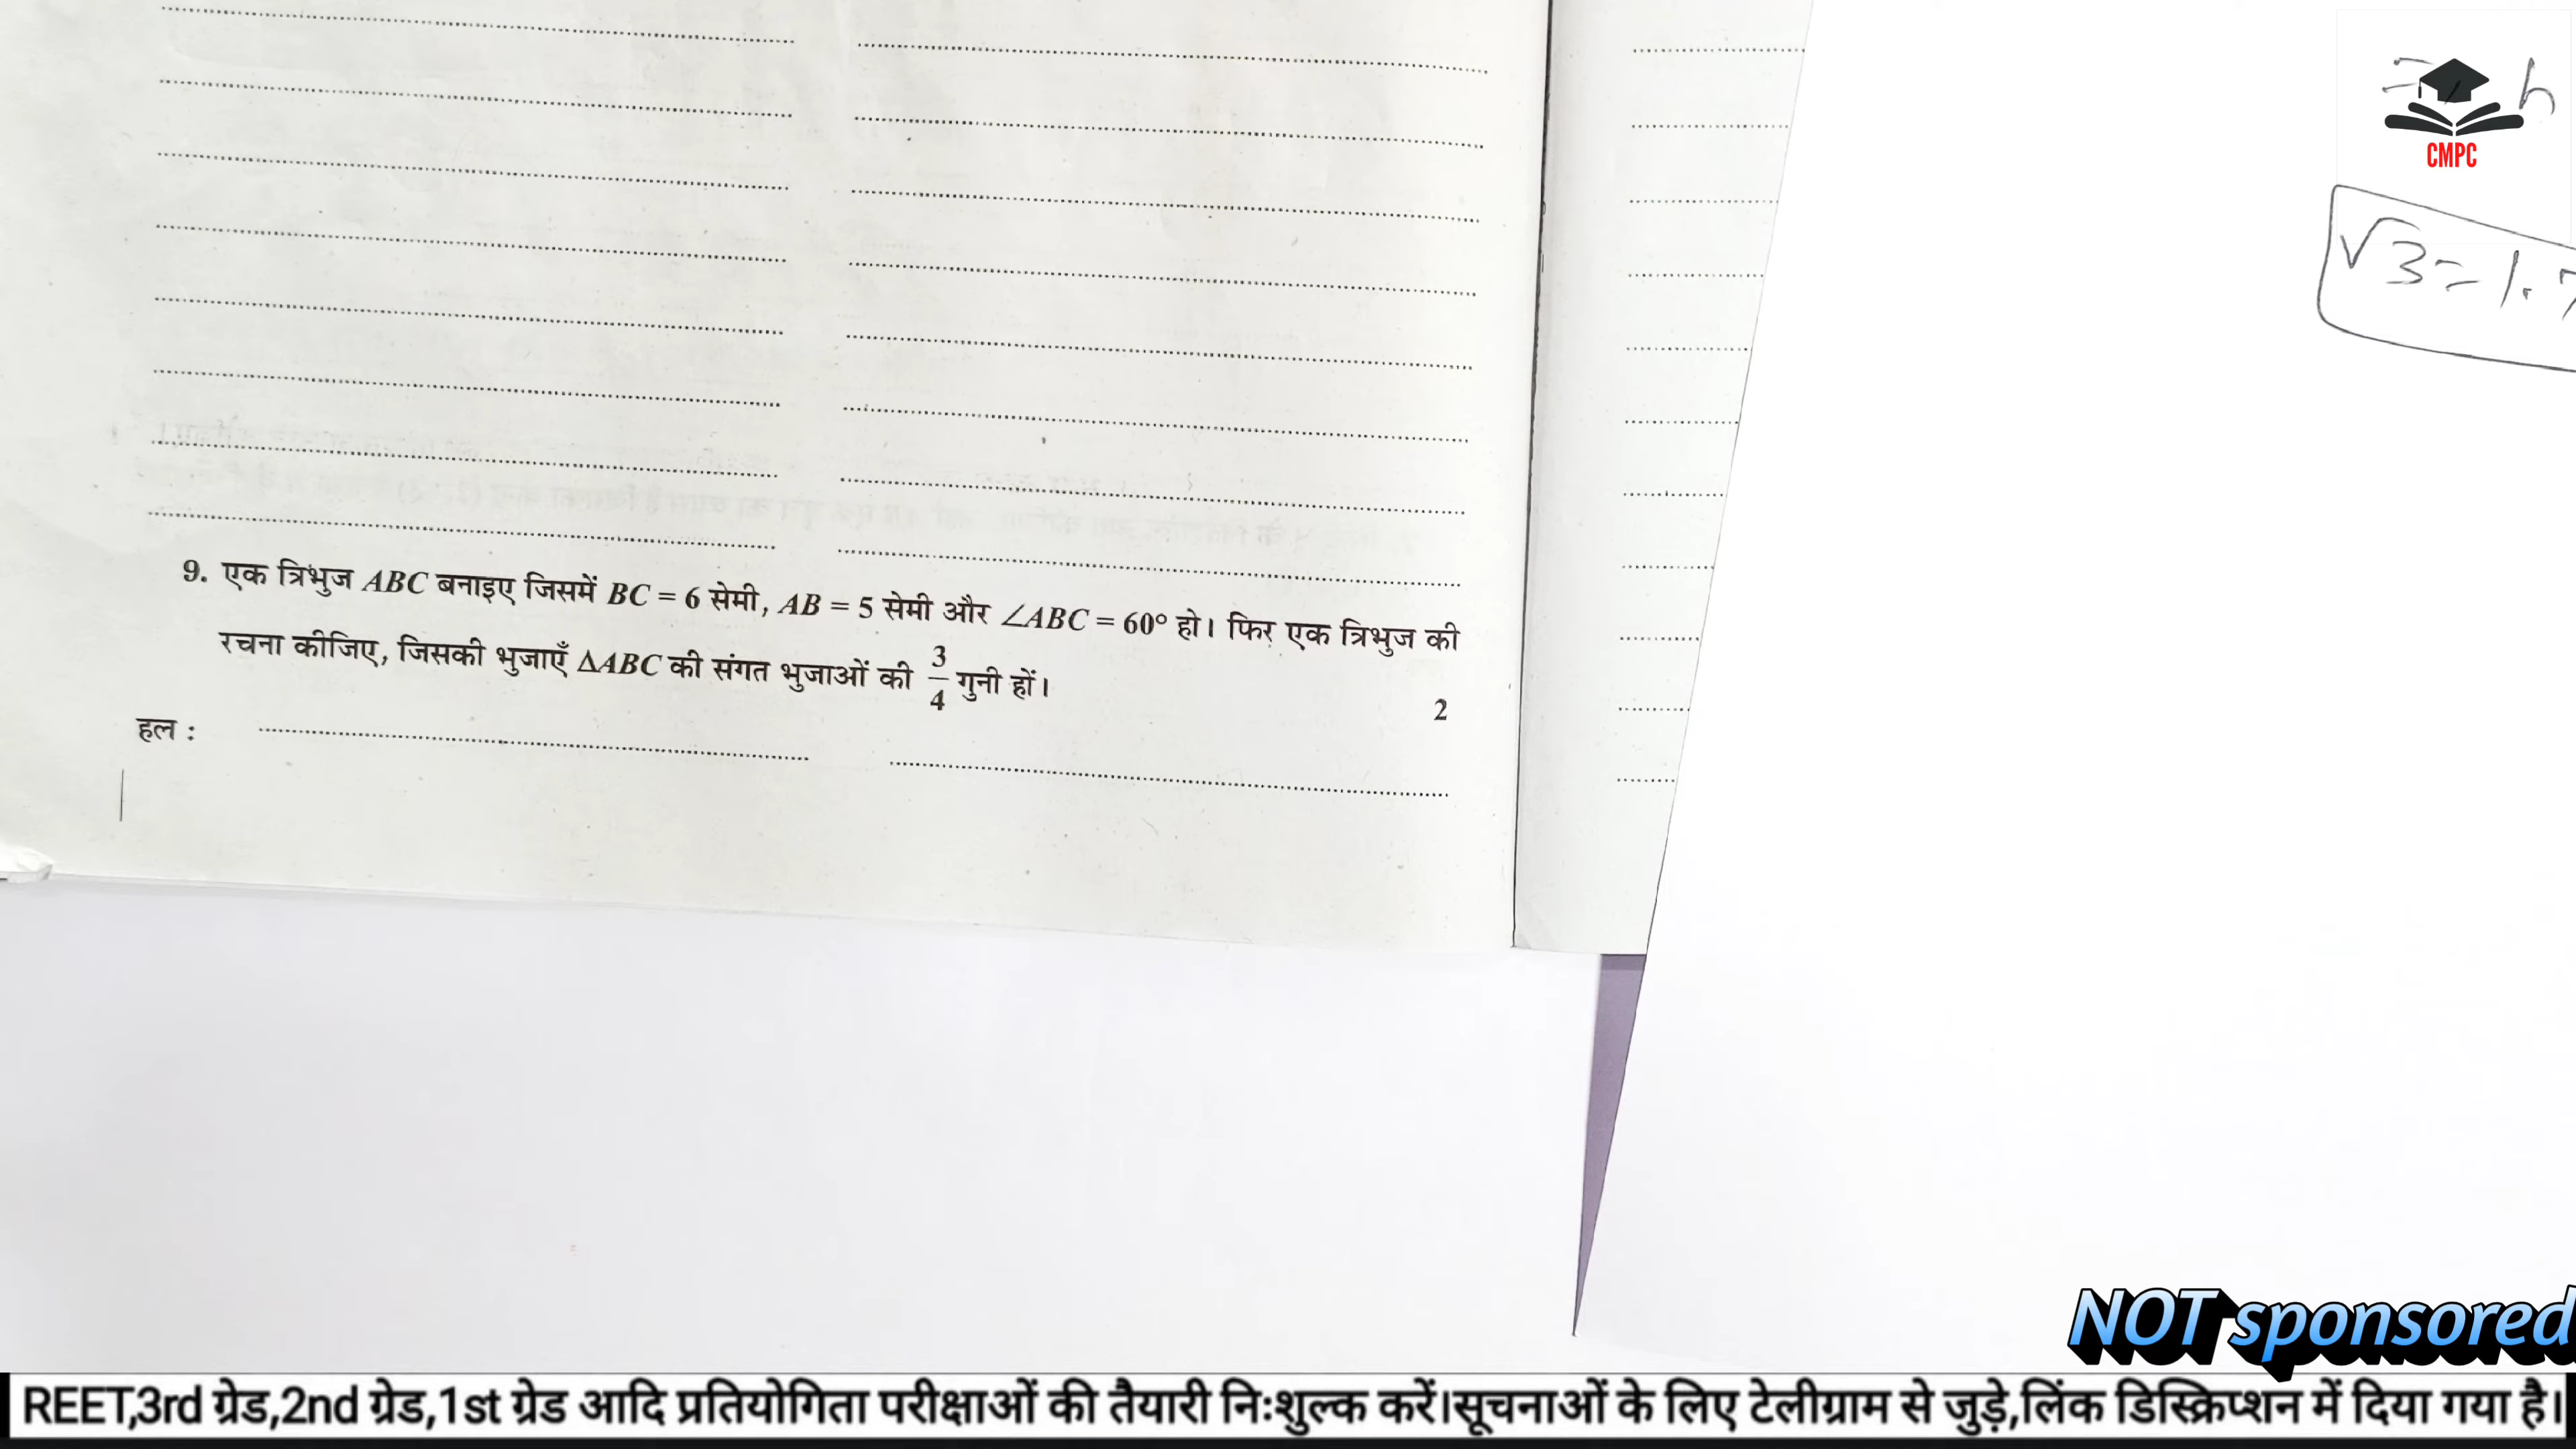 = h
CMPC
√3 = 1.7
9. एक त्रिभुज ABC बनाइए जिसमें BC = 6 सेमी, AB = 5 सेमी और ∠ABC = 60° हो। फिर एक त्रिभुज की
रचना कीजिए, जिसकी भुजाएँ ΔABC की संगत भुजाओं की 3/4 गुनी हों।
2
हल :
NOT sponsored
REET,3rd ग्रेड,2nd ग्रेड,1st ग्रेड आदि प्रतियोगिता परीक्षाओं की तैयारी निःशुल्क करें।सूचनाओं के लिए टेलीग्राम से जुड़े,लिंक डिस्क्रिप्शन में दिया गया है।